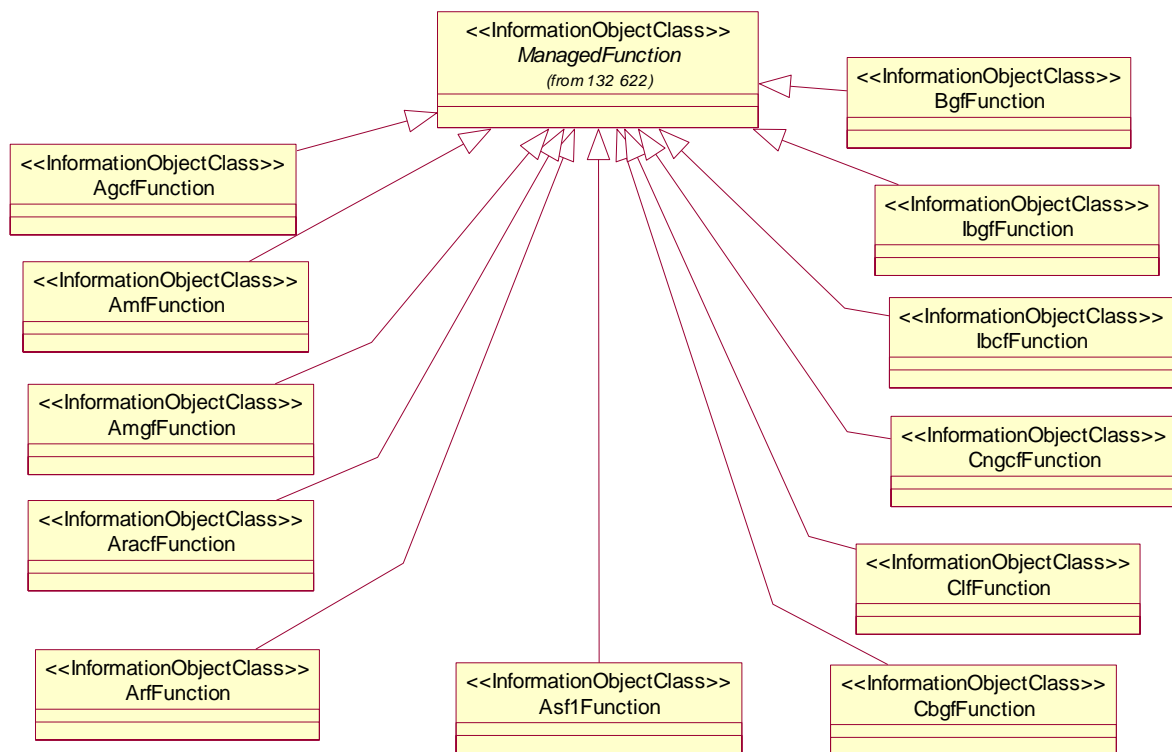 <<InformationObjectClass>>
ManagedFunction
(from 132 622)
<<InformationObjectClass>>
BgfFunction
<<InformationObjectClass>>
AgcfFunction
<<InformationObjectClass>>
IbgfFunction
<<InformationObjectClass>>
AmfFunction
<<InformationObjectClass>>
IbcfFunction
<<InformationObjectClass>>
AmgfFunction
<<InformationObjectClass>>
CngcfFunction
<<InformationObjectClass>>
AracfFunction
<<InformationObjectClass>>
ClfFunction
<<InformationObjectClass>>
ArfFunction
<<InformationObjectClass>>
Asf1Function
<<InformationObjectClass>>
CbgfFunction